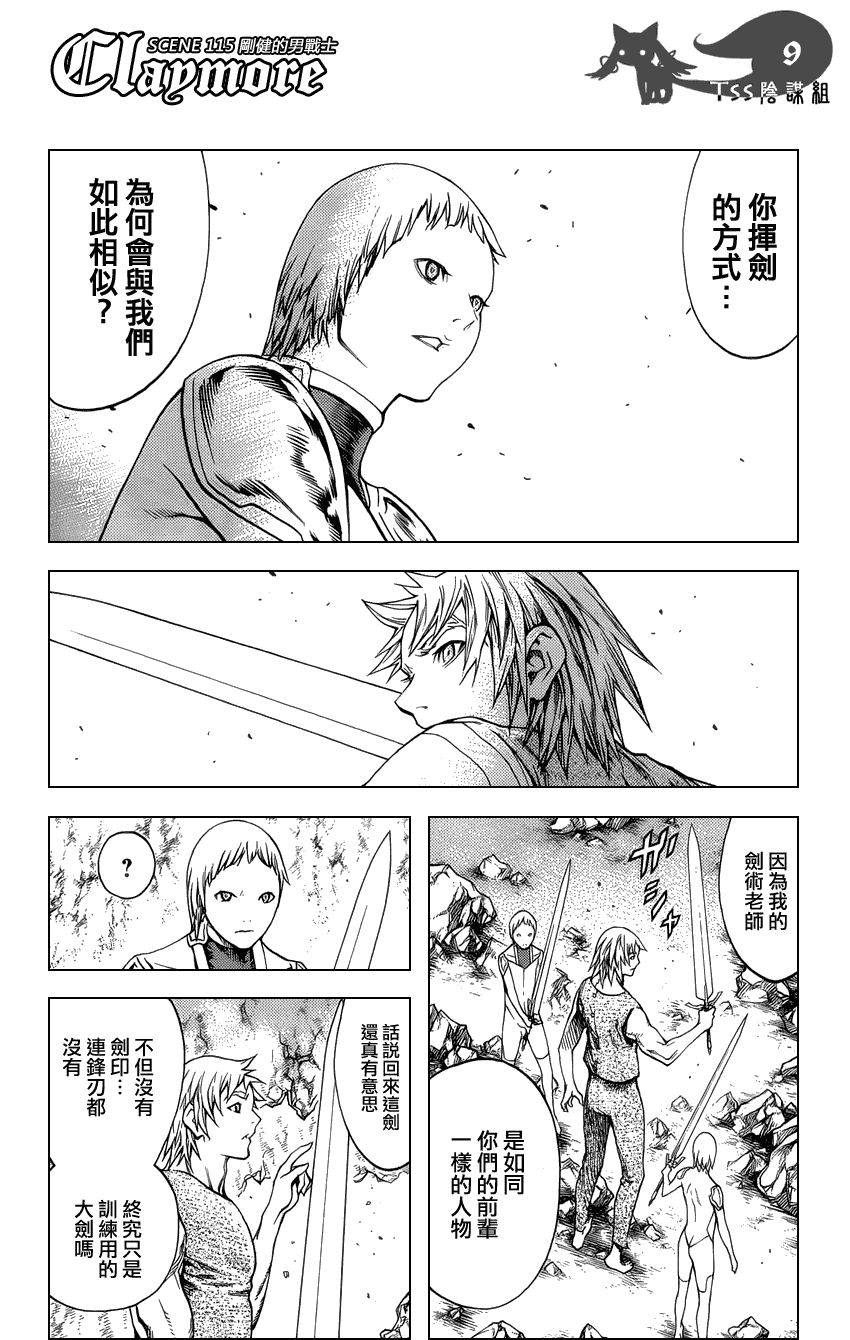 SCENE 115 剛健的男戰士
Claymore
9
Tss陰謀組
你揮劍
的方式…
為何會與我們
如此相似？
因為我的
劍術老師
是如同
你們的前輩
一樣的人物
？
話説回來這劍
還真有意思
不但沒有
劍印…
連鋒刃都
沒有
終究只是
訓練用的
大劍嗎